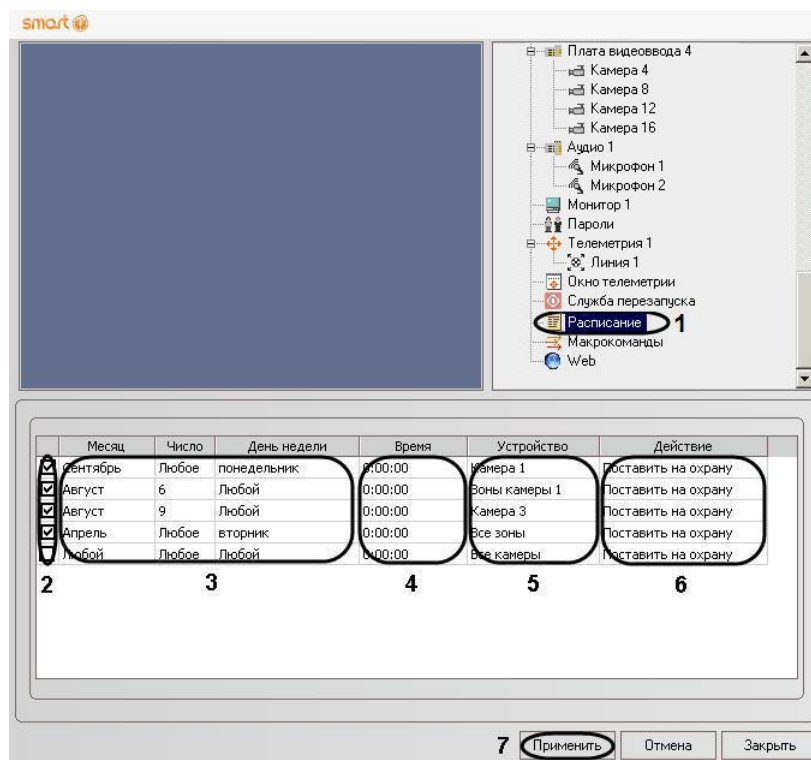 smart
Плата видеоввода 4
Камера 4
Камера 8
Камера 12
Камера 16
Аудио 1
Микрофон 1
Микрофон 2
Монитор 1
Пароли
Телеметрия 1
Линия 1
Окно телеметрии
Служба перезапуска
Расписание 1
Макрокоманды
Web
Месяц Число День недели Время Устройство Действие
Сентябрь Любое понедельник 0:00:00 Камера 1 Поставить на охрану
Август 6 Любой 0:00:00 Зоны камеры 1 Поставить на охрану
Август 9 Любой 0:00:00 Камера 3 Поставить на охрану
Апрель Любое вторник 0:00:00 Все зоны Поставить на охрану
Любой Любое Любой 0:00:00 Все камеры Поставить на охрану
2 3 4 5 6
7 Применить Отмена Закрыть